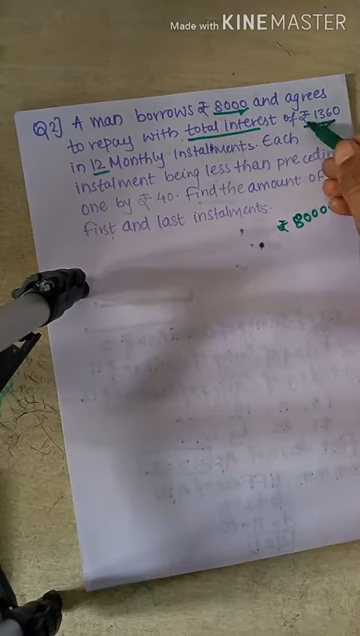 Made with KINEMASTER
Q2] A man borrows ₹ 8000 and agrees
to repay with total interest of ₹ 1360
in 12 Monthly instalments. Each
instalment being less than preceding
one by ₹ 40. Find the amount of
first and last instalments.
₹ 8000